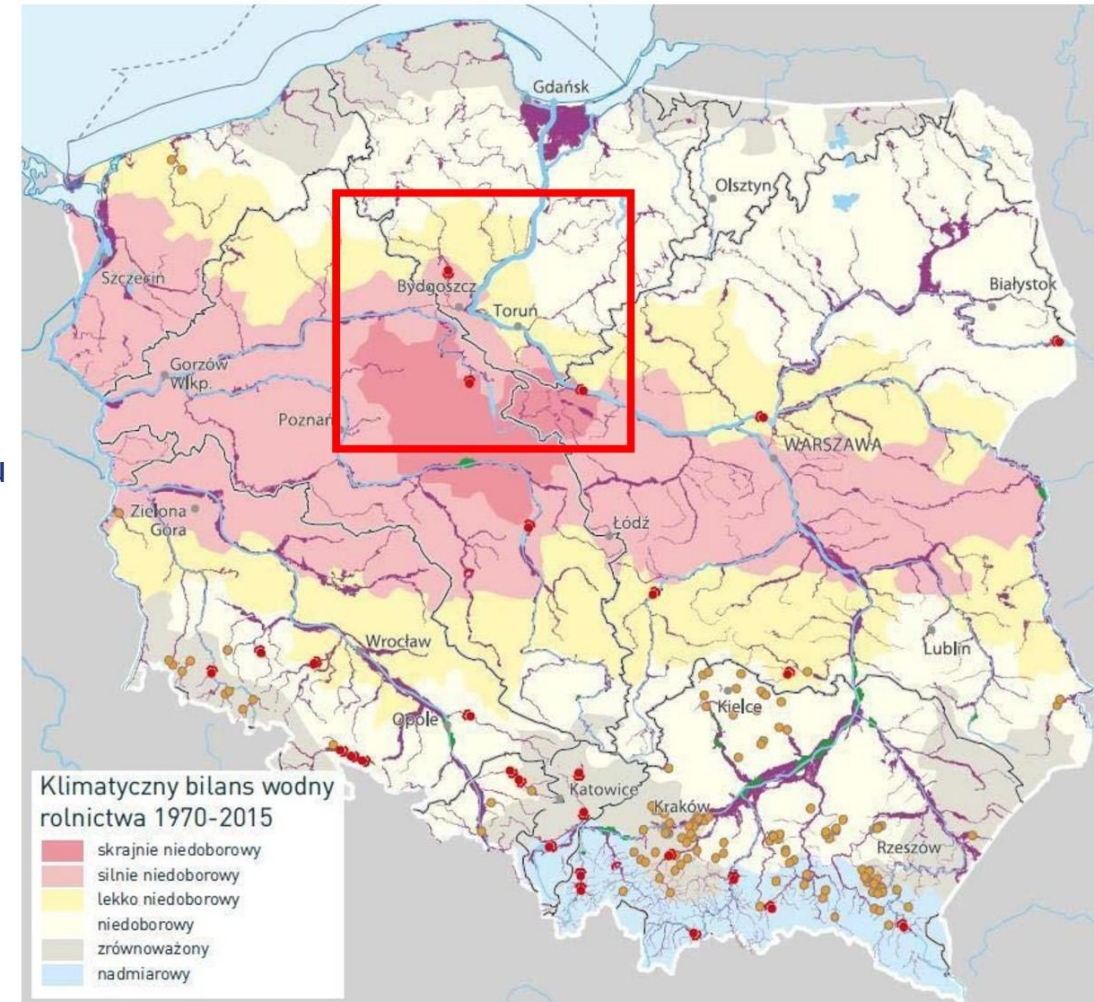 Gdańsk
Olsztyn
Szczecin
Bydgoszcz
Białystok
Toruń
Gorzów
Wlkp.
Poznań
WARSZAWA
u
Zielona
Góra
Łódź
Wrocław
Lublin
Kielce
Opole
Katowice
Kraków
Rzeszów
Klimatyczny bilans wodny
rolnictwa 1970-2015
skrajnie niedoborowy
silnie niedoborowy
lekko niedoborowy
niedoborowy
zrównoważony
nadmiarowy